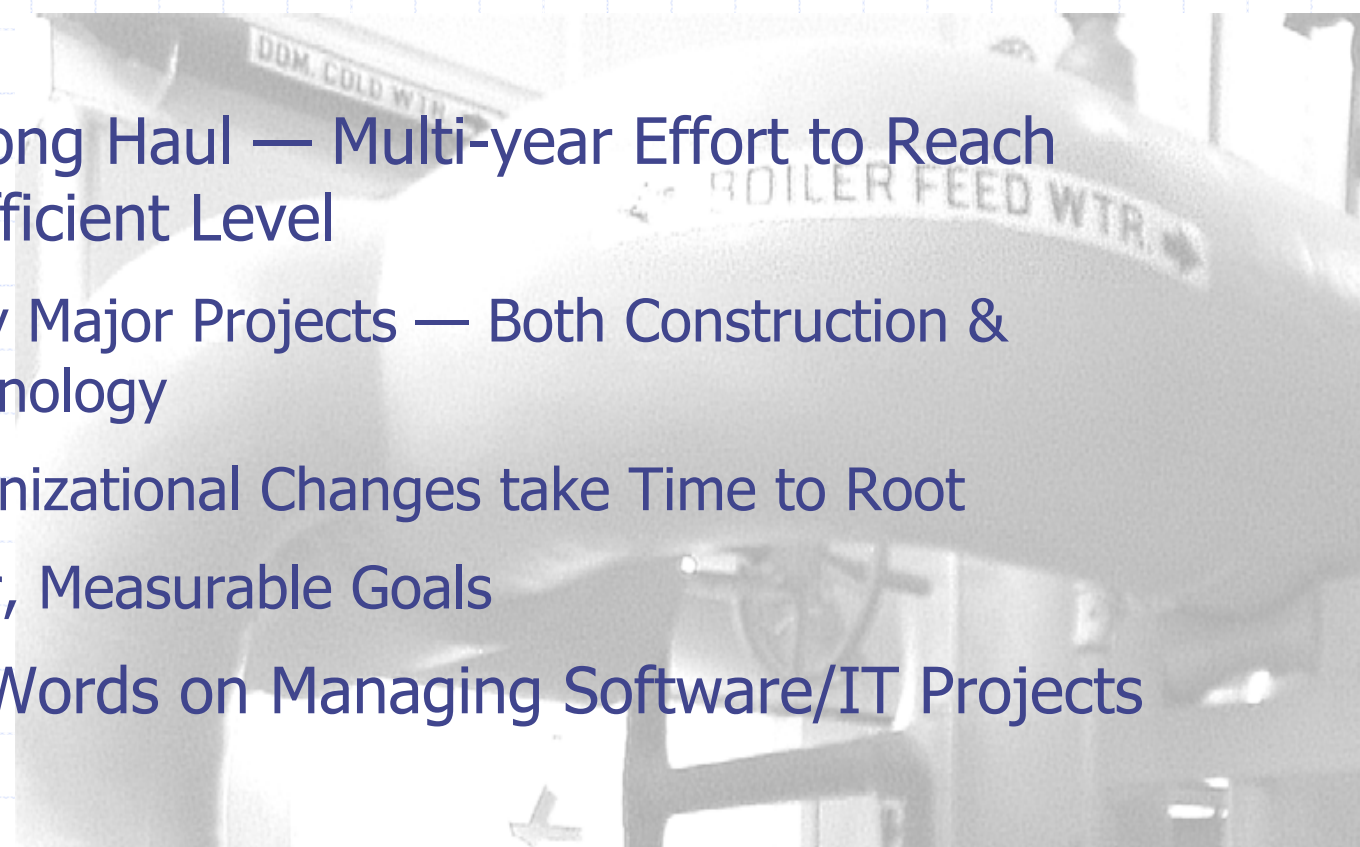 DOM. COLD WTR.
ong Haul — Multi-year Effort to Reach
BOILER FEED WTR.
fficient Level
y Major Projects — Both Construction &
nology
nizational Changes take Time to Root
, Measurable Goals
Words on Managing Software/IT Projects